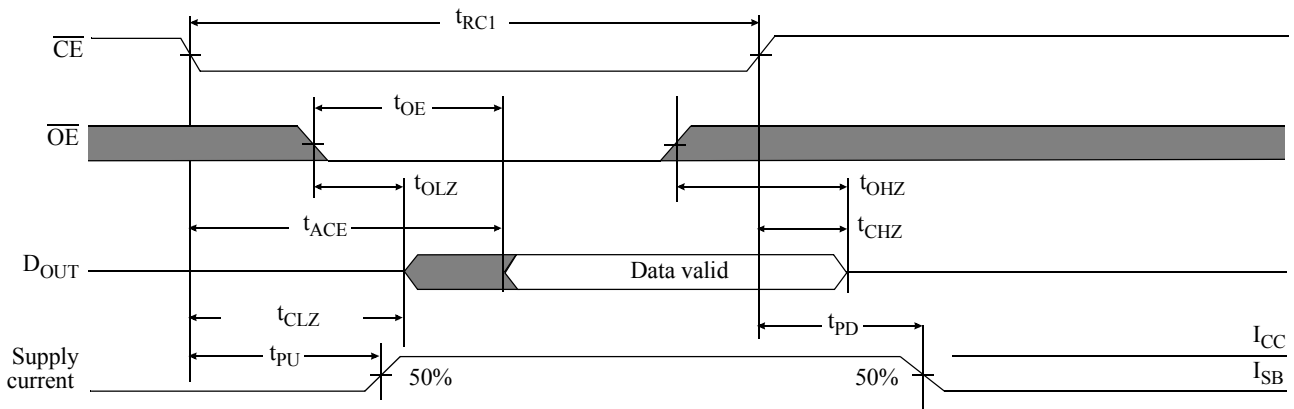 tRC1
CE
tOE
OE
tOLZ
tOHZ
tACE
tCHZ
DOUT
Data valid
tCLZ
tPD
tPU
ICC
Supply
current
50%
50%
ISB